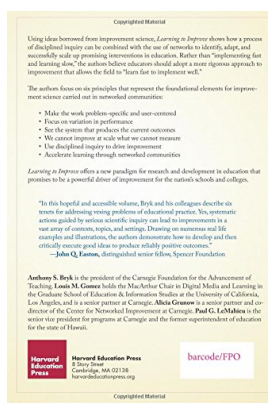 Copyrighted Material
Using ideas borrowed from improvement science, Learning to Improve shows how a
process of disciplined inquiry can be combined with the use of networks to identify, adapt, and
successfully scale up promising interventions in education. Rather than “implementing fast
and learning slow,” the authors believe educators should adopt a more rigorous approach to
improvement that allows the field to “learn fast to implement well.”
The authors focus on six principles that represent the foundational elements for improve-
ment science carried out in networked communities:
• Make the work problem-specific and user-centered
• Focus on variation in performance
• See the system that produces the current outcomes
• We cannot improve at scale what we cannot measure
• Use disciplined inquiry to drive improvement
• Accelerate learning through networked communities
Learning to Improve offers a new paradigm for research and development in education that
promises to be a powerful driver of improvement for the nation’s schools and colleges.
“In this hopeful and accessible volume, Bryk and his colleagues describe six
tenets for addressing vexing problems of educational practice. Yes, systematic
actions guided by serious scientific inquiry can lead to improvements in a
vast array of contexts, topics, and settings. Drawing on numerous real life
examples and illustrations, the authors demonstrate how to develop and then
critically execute good ideas to produce reliably positive outcomes.”
—John Q. Easton, distinguished senior fellow, Spencer Foundation
Anthony S. Bryk is the president of the Carnegie Foundation for the Advancement of
Teaching. Louis M. Gomez holds the MacArthur Chair in Digital Media and Learning in
the Graduate School of Education & Information Studies at the University of California,
Los Angeles, and is a senior partner at Carnegie. Alicia Grunow is a senior partner and co-
director of the Center for Networked Improvement at Carnegie. Paul G. LeMahieu is the
senior vice president for programs at Carnegie and the former superintendent of education
for the state of Hawaii.
Harvard
Education
Press
Harvard Education Press
8 Story Street
Cambridge, MA 02138
harvardeducationpress.org
barcode/FPO
Copyrighted Material